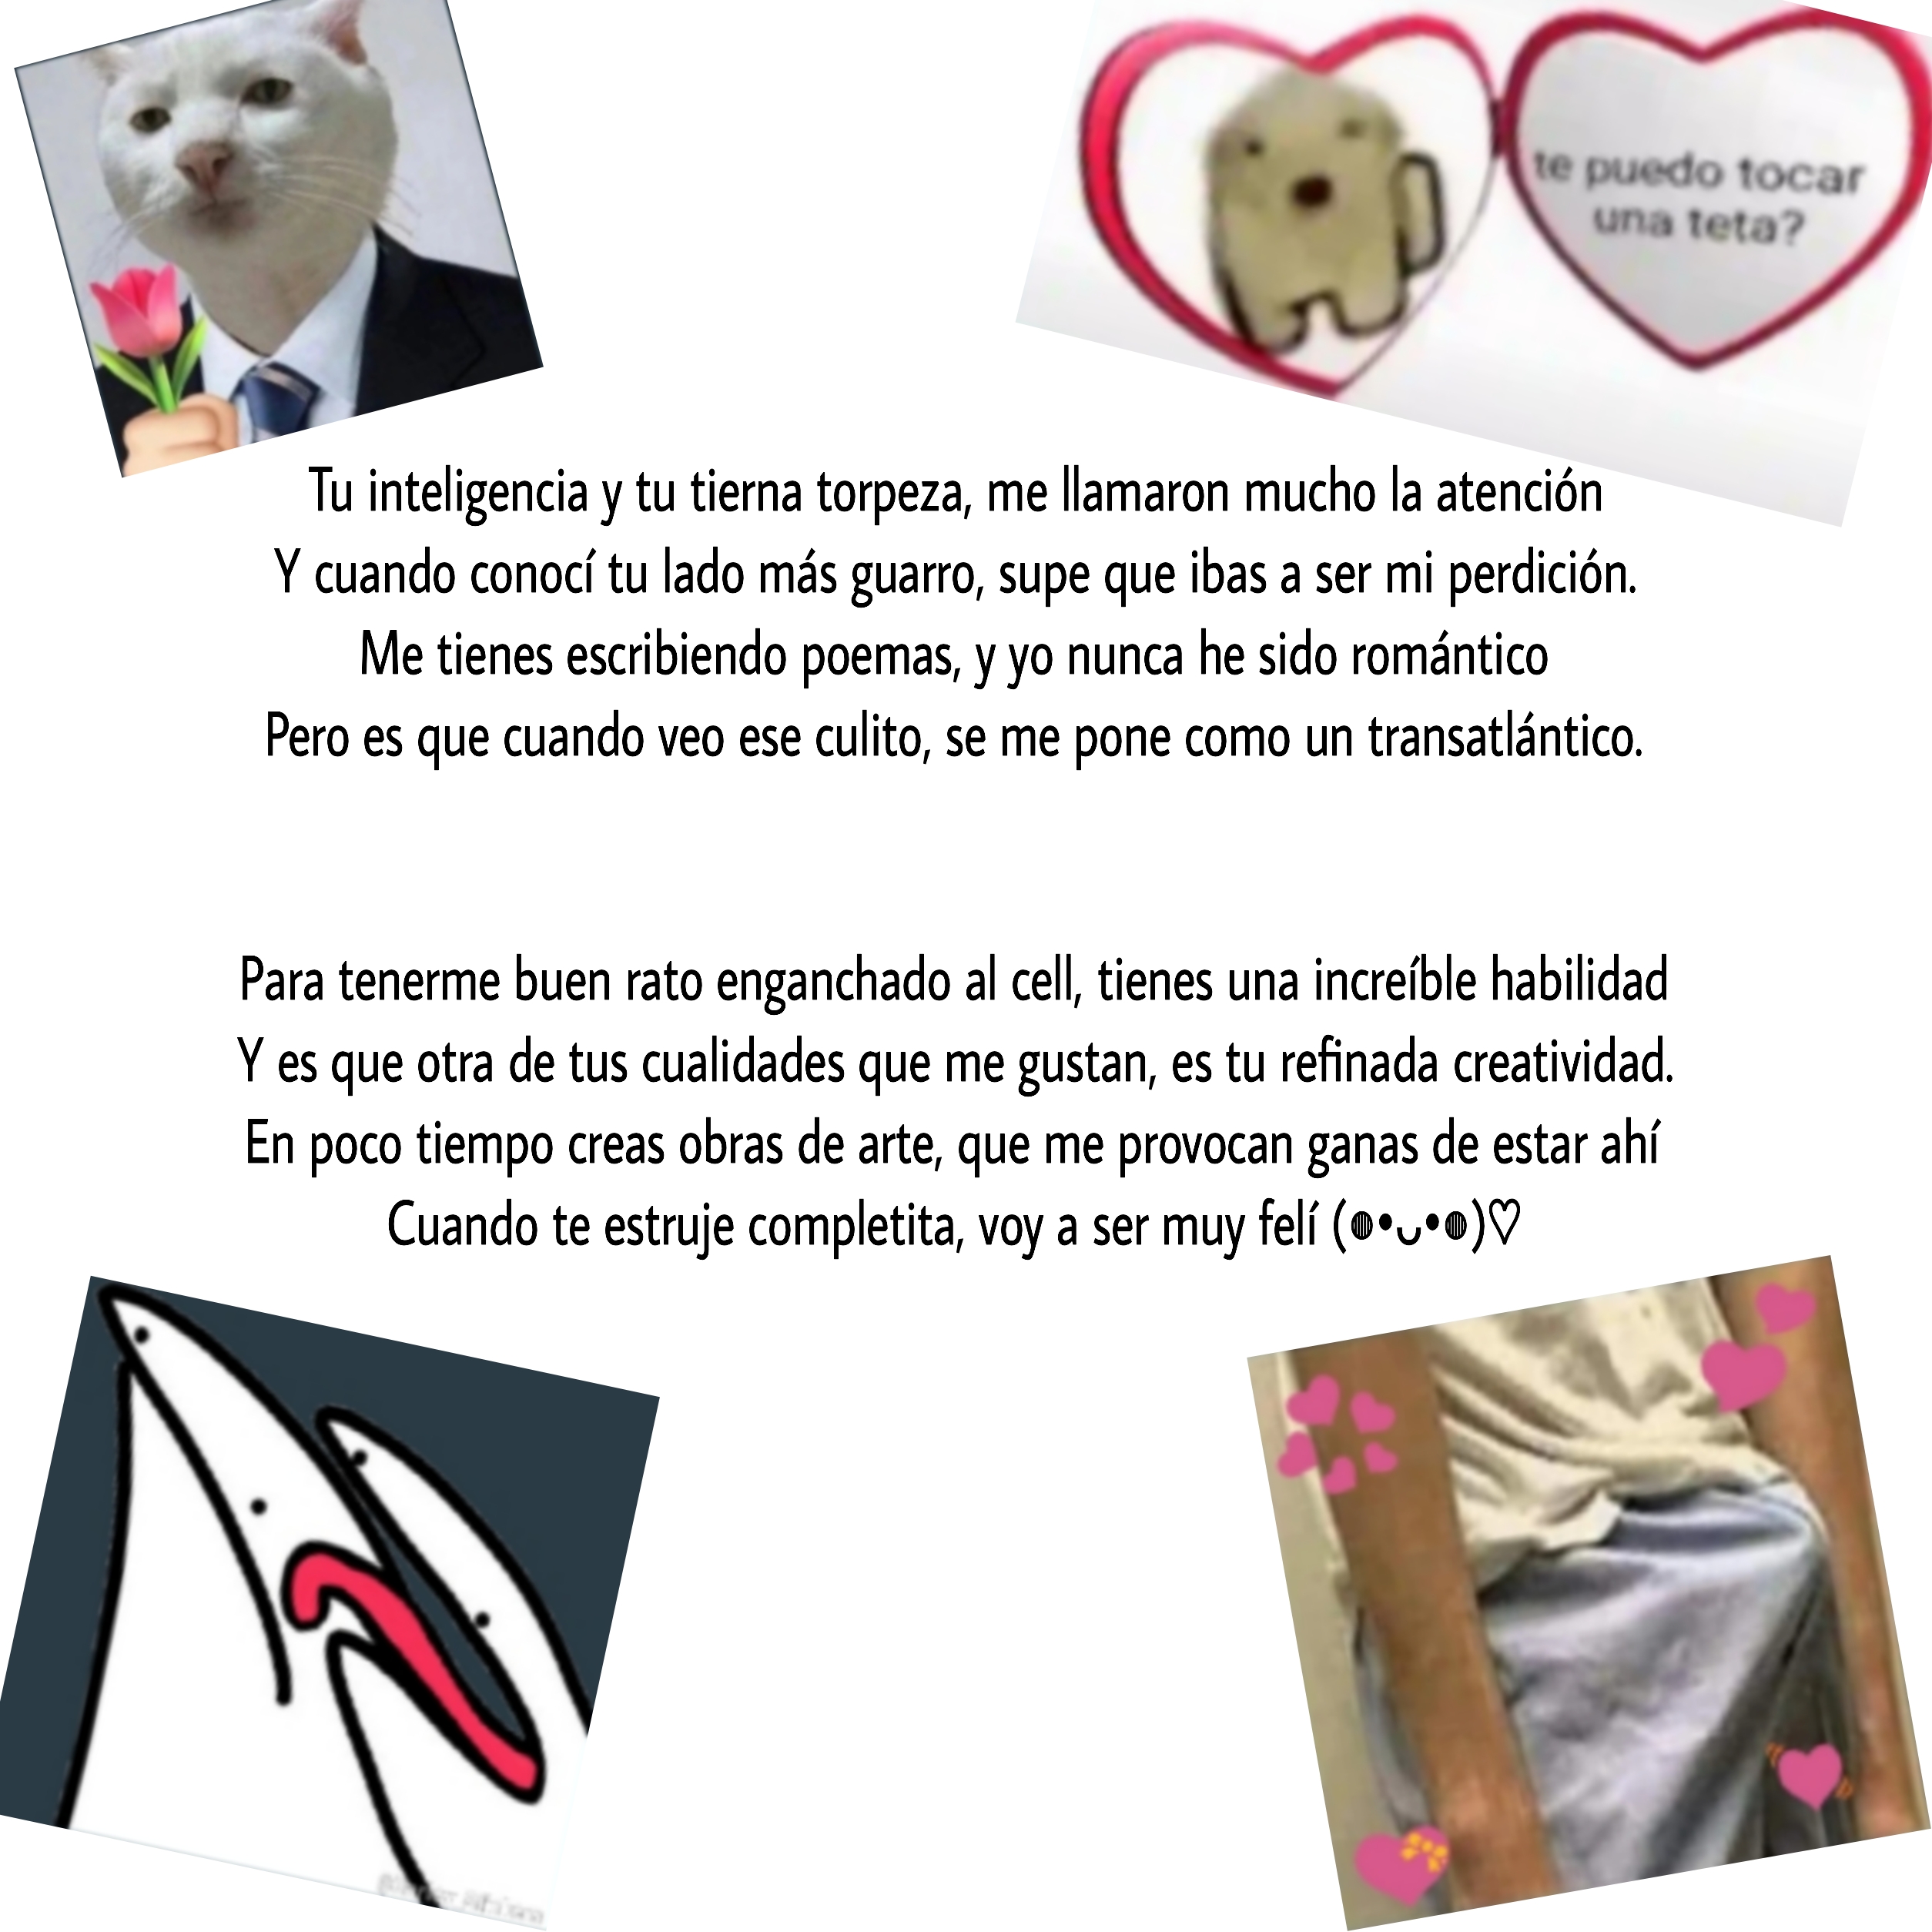 te puedo tocar
una teta?
Tu inteligencia y tu tierna torpeza, me llamaron mucho la atención
Y cuando conocí tu lado más guarro, supe que ibas a ser mi perdición.
Me tienes escribiendo poemas, y yo nunca he sido romántico
Pero es que cuando veo ese culito, se me pone como un transatlántico.
Para tenerme buen rato enganchado al cell, tienes una increíble habilidad
Y es que otra de tus cualidades que me gustan, es tu refinada creatividad.
En poco tiempo creas obras de arte, que me provocan ganas de estar ahí
Cuando te estruje completita, voy a ser muy felí (◍•ᴗ•◍)♡